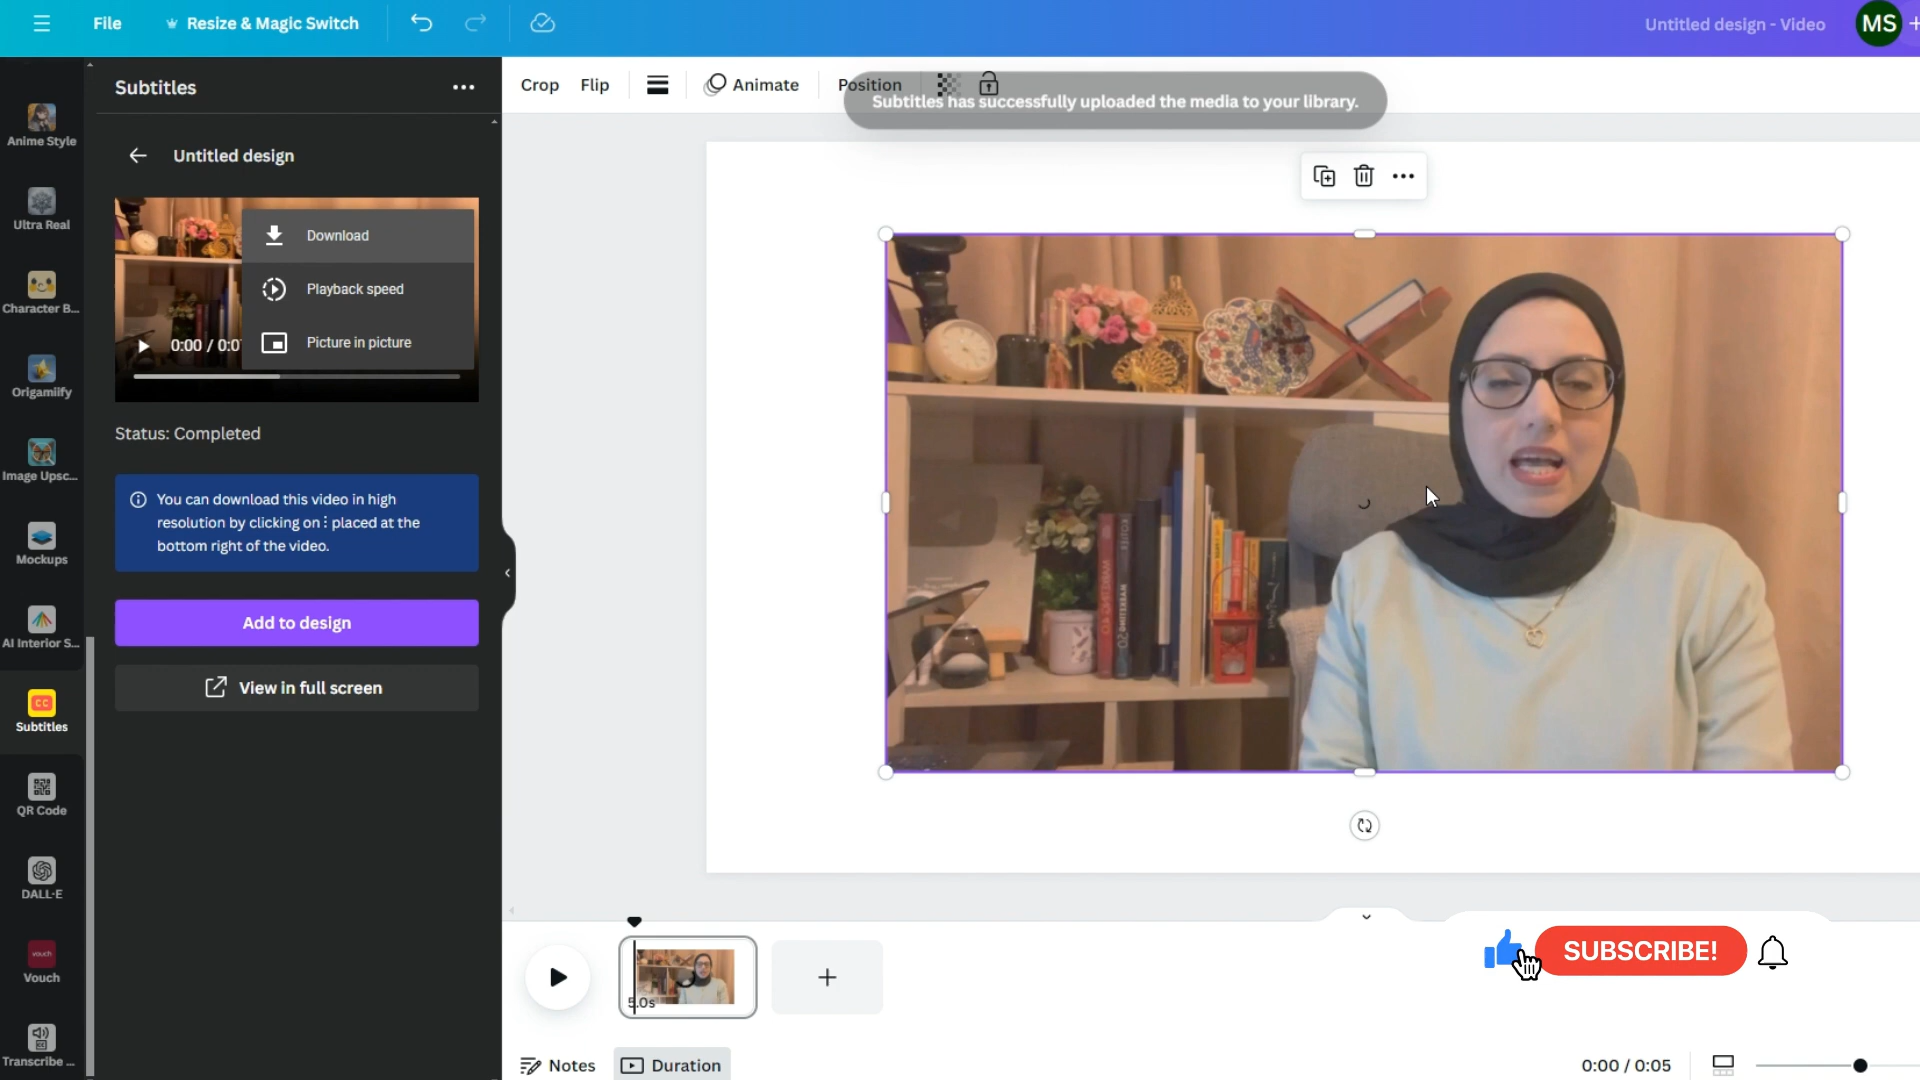 File
Resize & Magic Switch
Untitled design - Video
MS
Subtitles
Crop
Flip
Animate
Position
Subtitles has successfully uploaded the media to your library.
Anime Style
Ultra Real
Character B...
Origamiify
Image Upsc...
Mockups
AI Interior S...
CC
Subtitles
QR Code
DALL·E
vouch
Vouch
Transcribe ...
Untitled design
Download
Playback speed
Picture in picture
0:00 / 0:0
Status: Completed
You can download this video in high
resolution by clicking on ⋮ placed at the
bottom right of the video.
Add to design
View in full screen
5.0s
SUBSCRIBE!
Notes
Duration
0:00 / 0:05